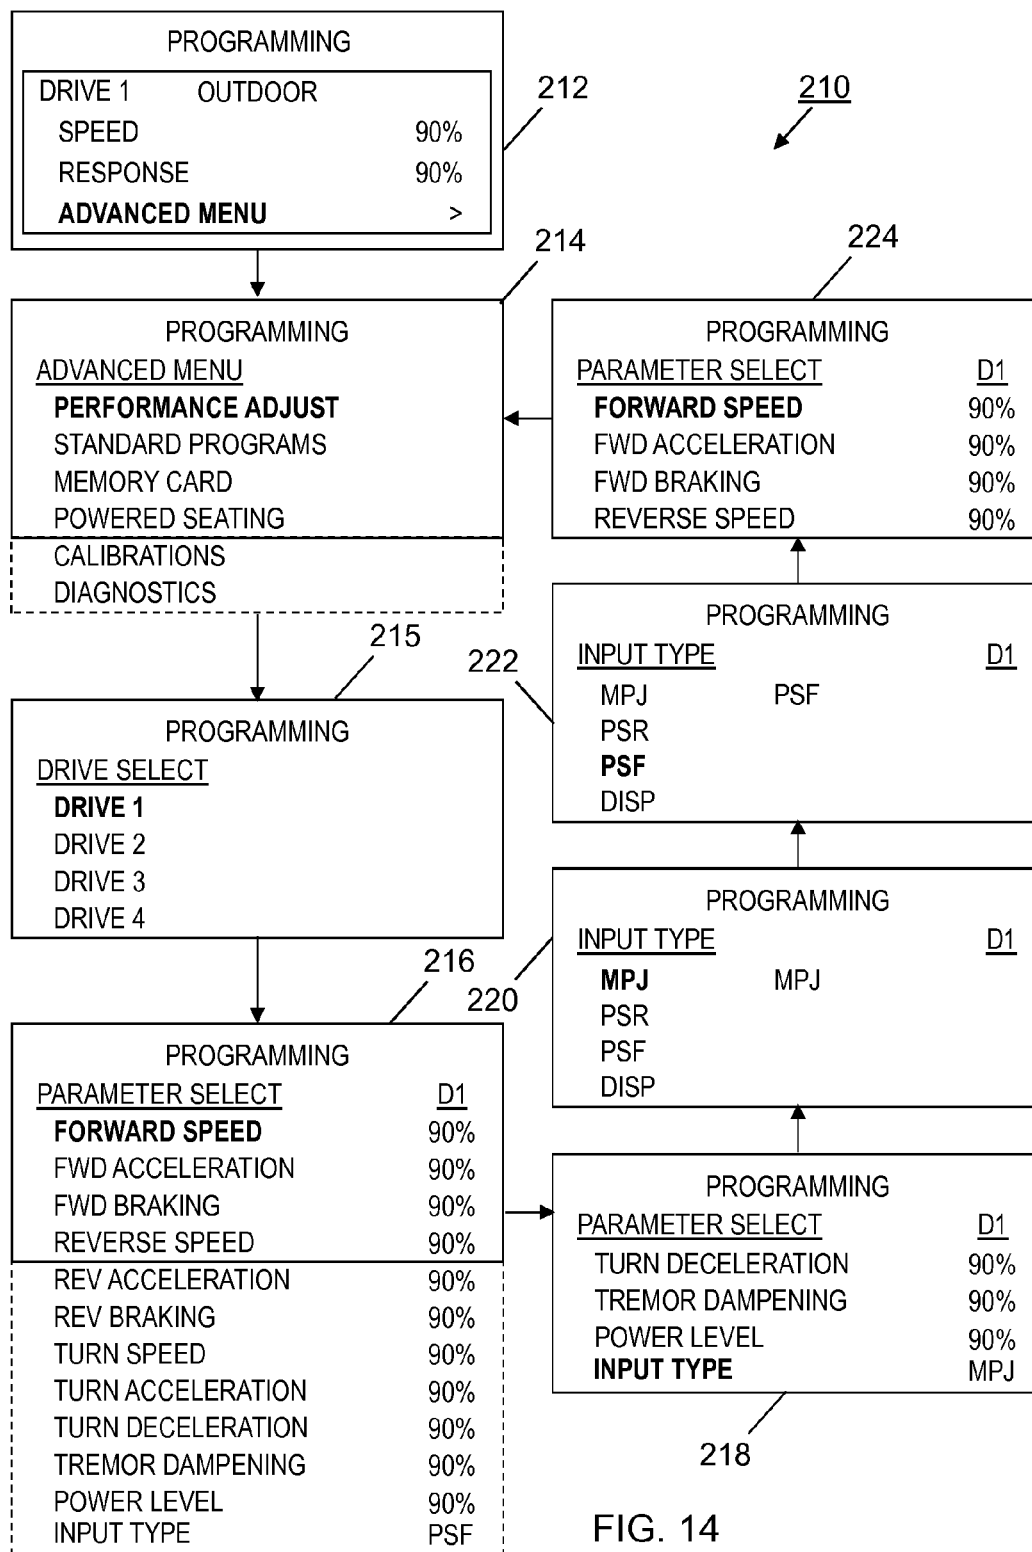 PROGRAMMING
DRIVE 1 OUTDOOR
SPEED 90%
RESPONSE 90%
ADVANCED MENU >
212
210
214
PROGRAMMING
ADVANCED MENU
PERFORMANCE ADJUST
STANDARD PROGRAMS
MEMORY CARD
POWERED SEATING
CALIBRATIONS
DIAGNOSTICS
215
PROGRAMMING
DRIVE SELECT
DRIVE 1
DRIVE 2
DRIVE 3
DRIVE 4
216
PROGRAMMING
PARAMETER SELECT D1
FORWARD SPEED 90%
FWD ACCELERATION 90%
FWD BRAKING 90%
REVERSE SPEED 90%
REV ACCELERATION 90%
REV BRAKING 90%
TURN SPEED 90%
TURN ACCELERATION 90%
TURN DECELERATION 90%
TREMOR DAMPENING 90%
POWER LEVEL 90%
INPUT TYPE PSF
224
PROGRAMMING
PARAMETER SELECT D1
FORWARD SPEED 90%
FWD ACCELERATION 90%
FWD BRAKING 90%
REVERSE SPEED 90%
222
PROGRAMMING
INPUT TYPE D1
MPJ PSF
PSR
PSF
DISP
220
PROGRAMMING
INPUT TYPE D1
MPJ MPJ
PSR
PSF
DISP
PROGRAMMING
PARAMETER SELECT D1
TURN DECELERATION 90%
TREMOR DAMPENING 90%
POWER LEVEL 90%
INPUT TYPE MPJ
218
FIG. 14